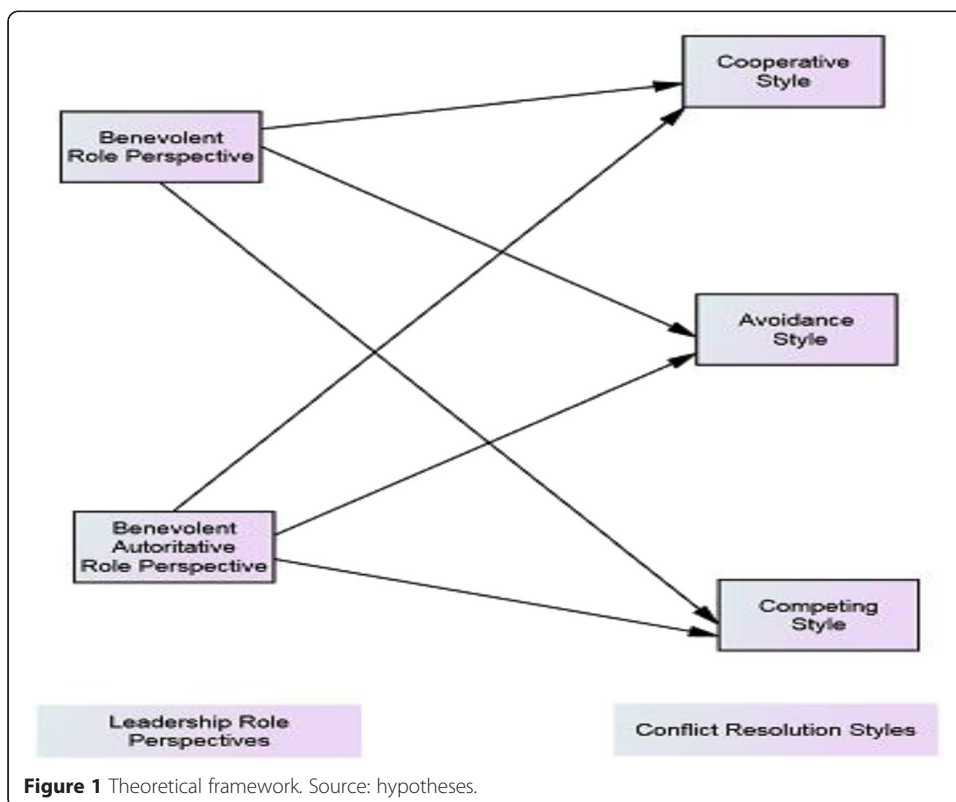 Cooperative
Style
Benevolent
Role Perspective
Avoidance
Style
Benevolent
Autoritative
Role Perspective
Competing
Style
Leadership Role
Perspectives
Conflict Resolution Styles
Figure 1 Theoretical framework. Source: hypotheses.